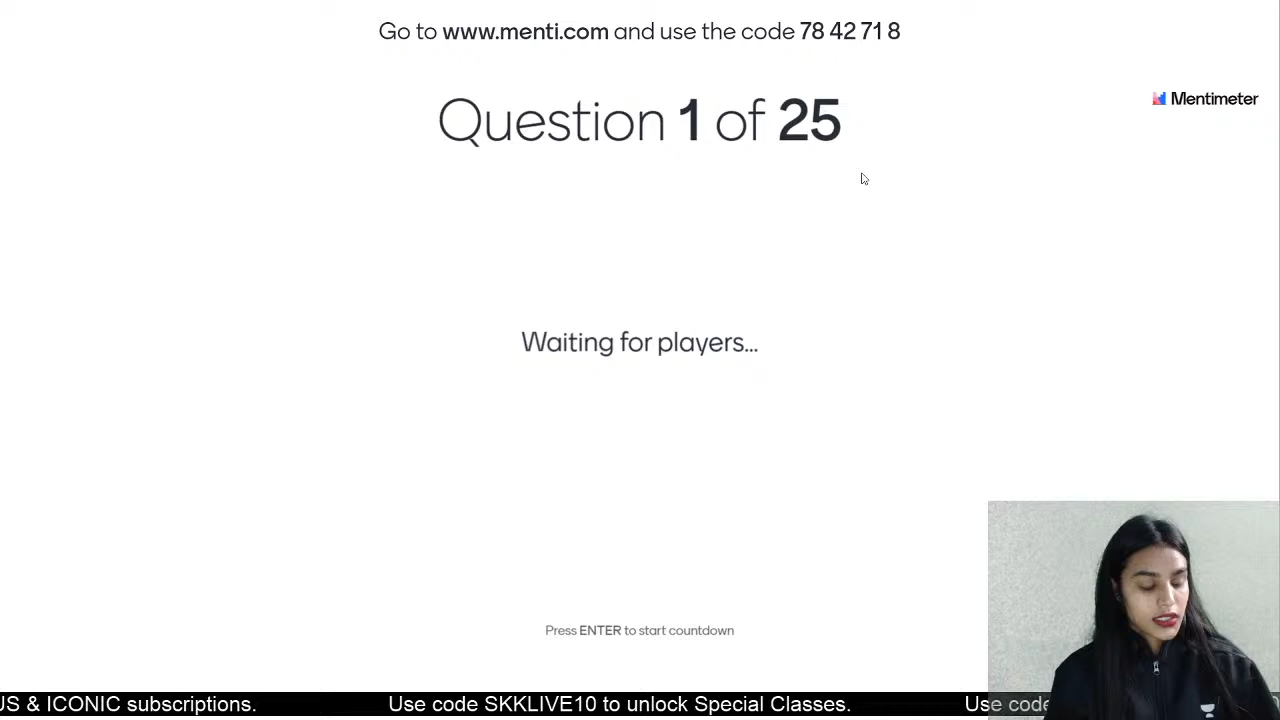 Go to www.menti.com and use the code 78 42 71 8
Mentimeter
Question 1 of 25
Waiting for players...
Press ENTER to start countdown
US & ICONIC subscriptions. Use code SKKLIVE10 to unlock Special Classes. Use code